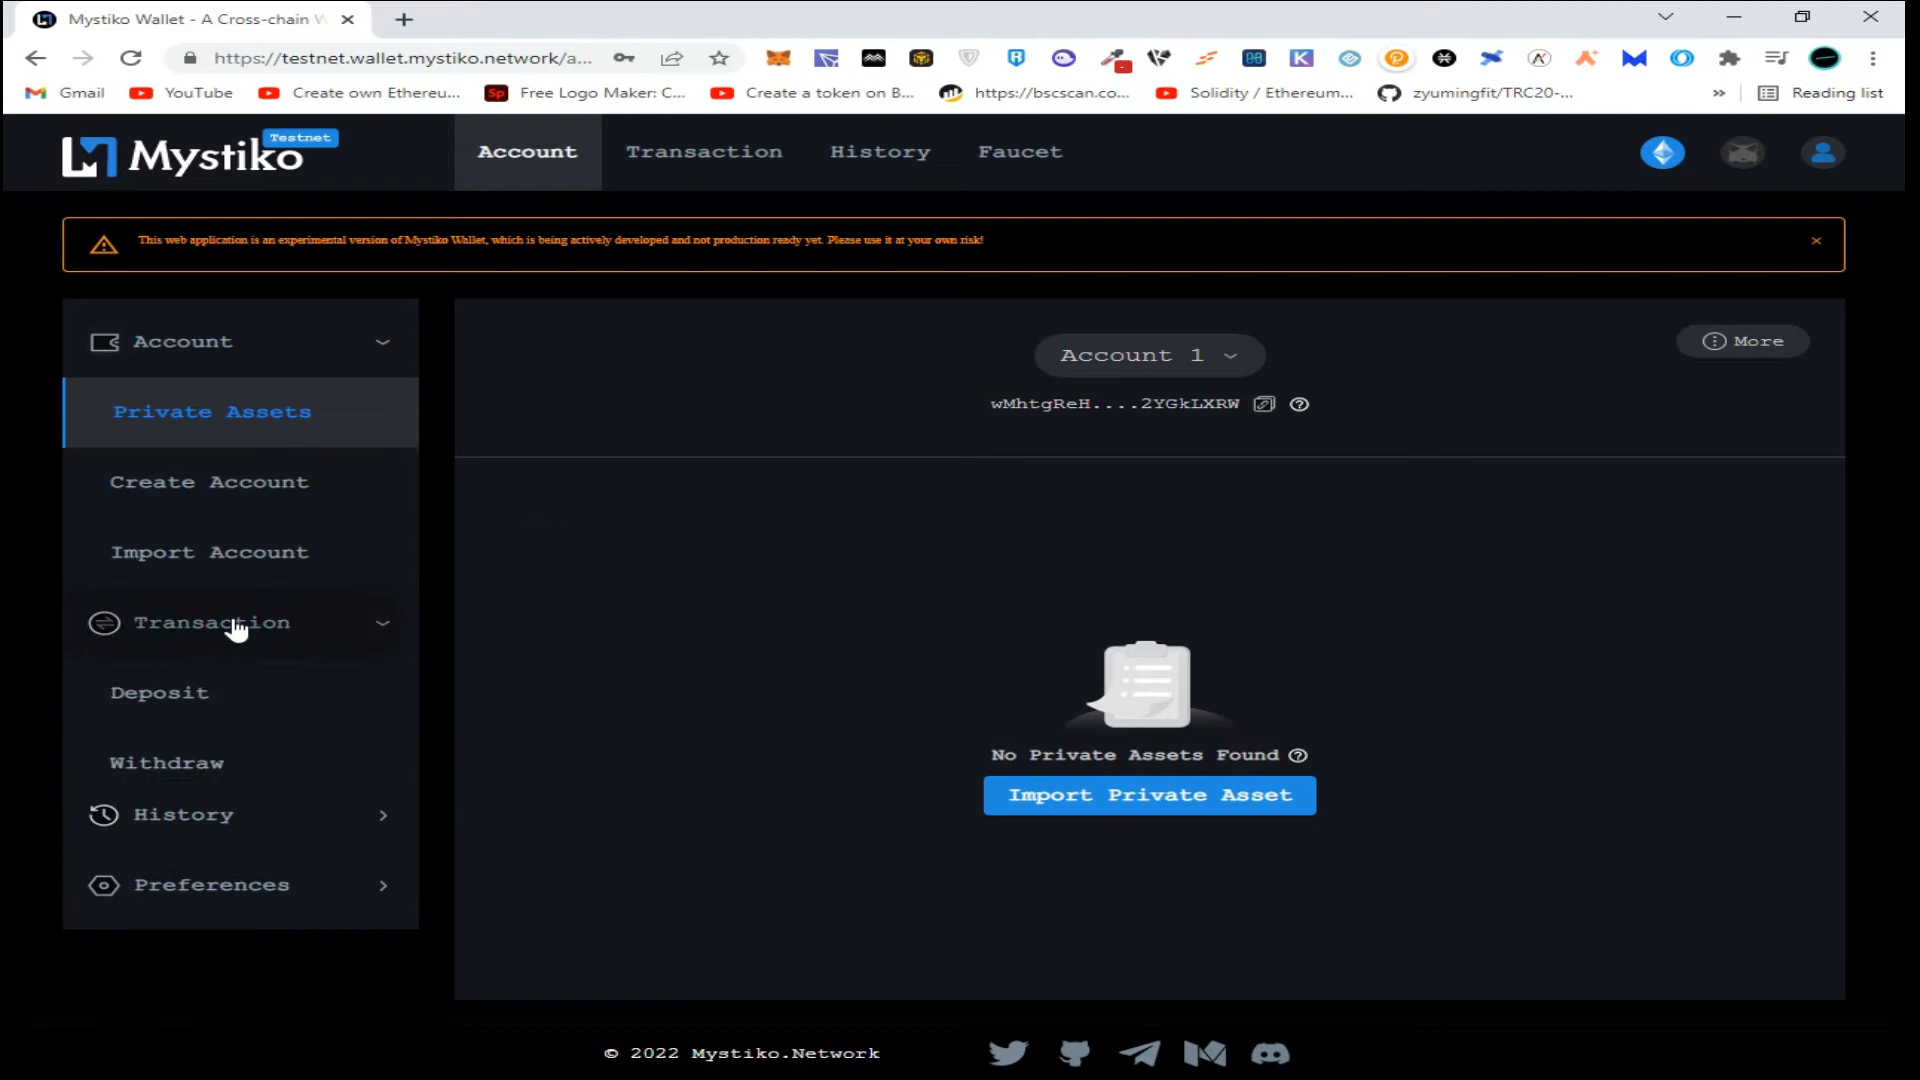 Mystiko Wallet - A Cross-chain W
https://testnet.wallet.mystiko.network/a...
Gmail
YouTube
Create own Ethereu...
Free Logo Maker: C...
Create a token on B...
https://bscscan.co...
Solidity / Ethereum...
zyumingfit/TRC20-...
»
Reading list
Mystiko
Testnet
Account
Transaction
History
Faucet
This web application is an experimental version of Mystiko Wallet, which is being actively developed and not production ready yet. Please use it at your own risk!
Account
Private Assets
Create Account
Import Account
Transaction
Deposit
Withdraw
History
Preferences
Account 1
More
wMhtgReH....2YGkLXRW
No Private Assets Found
Import Private Asset
© 2022 Mystiko.Network